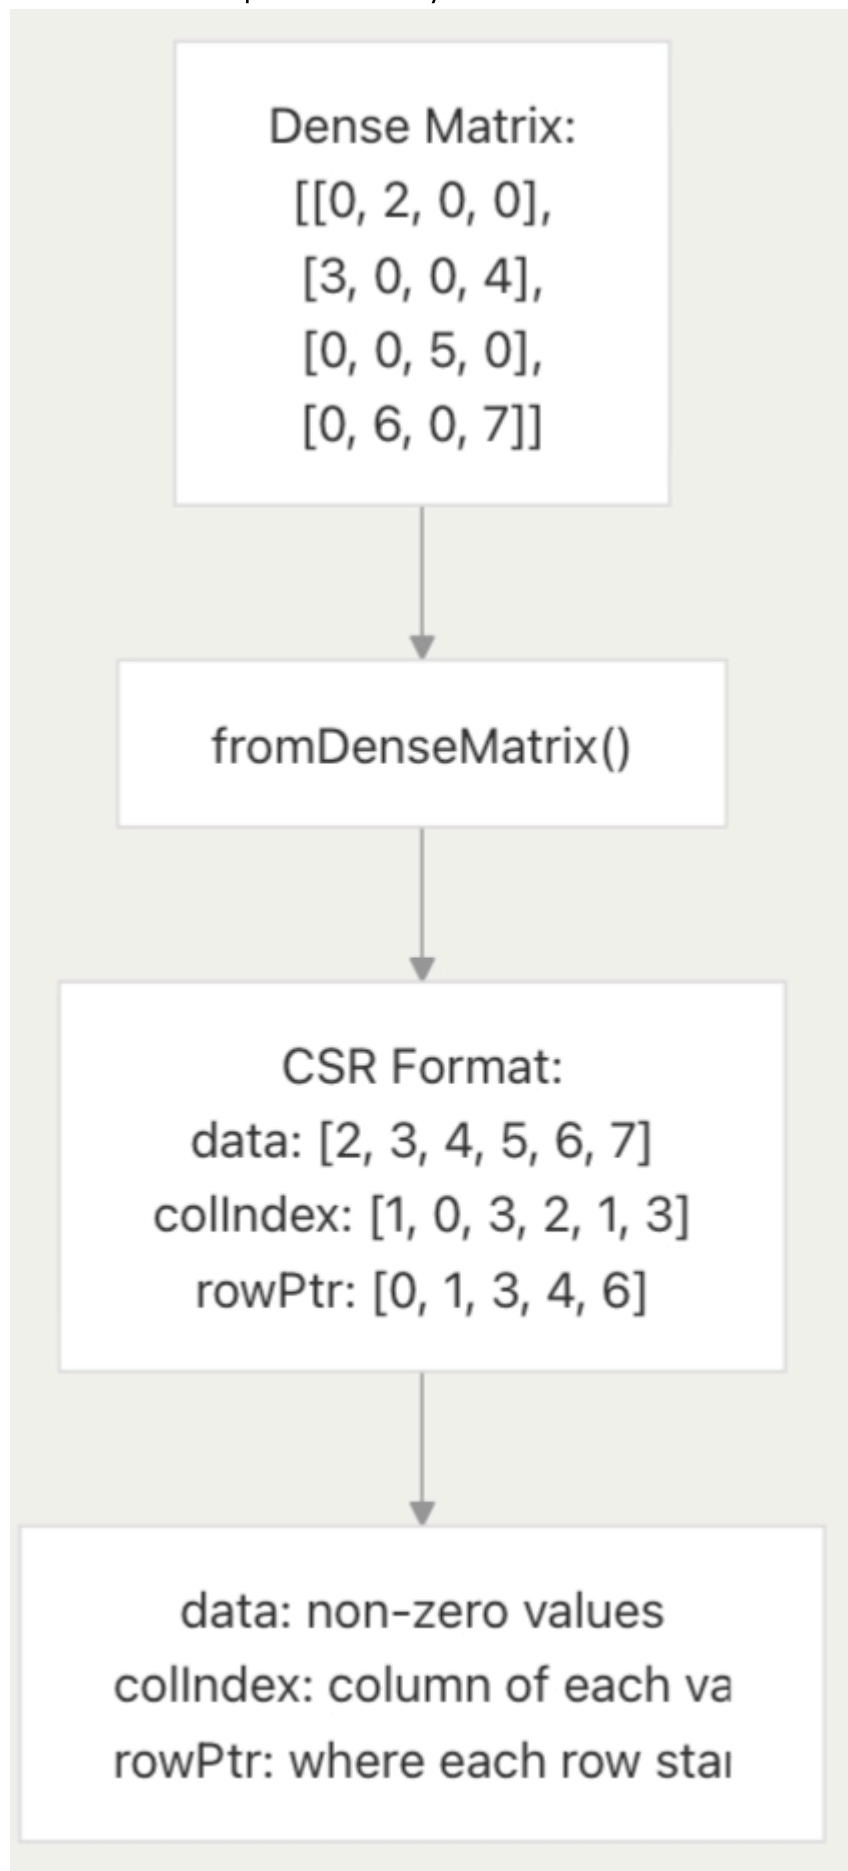 Dense Matrix:
[[0, 2, 0, 0],
[3, 0, 0, 4],
[0, 0, 5, 0],
[0, 6, 0, 7]]
fromDenseMatrix()
CSR Format:
data: [2, 3, 4, 5, 6, 7]
colIndex: [1, 0, 3, 2, 1, 3]
rowPtr: [0, 1, 3, 4, 6]
data: non-zero values
colIndex: column of each
rowPtr: where each row